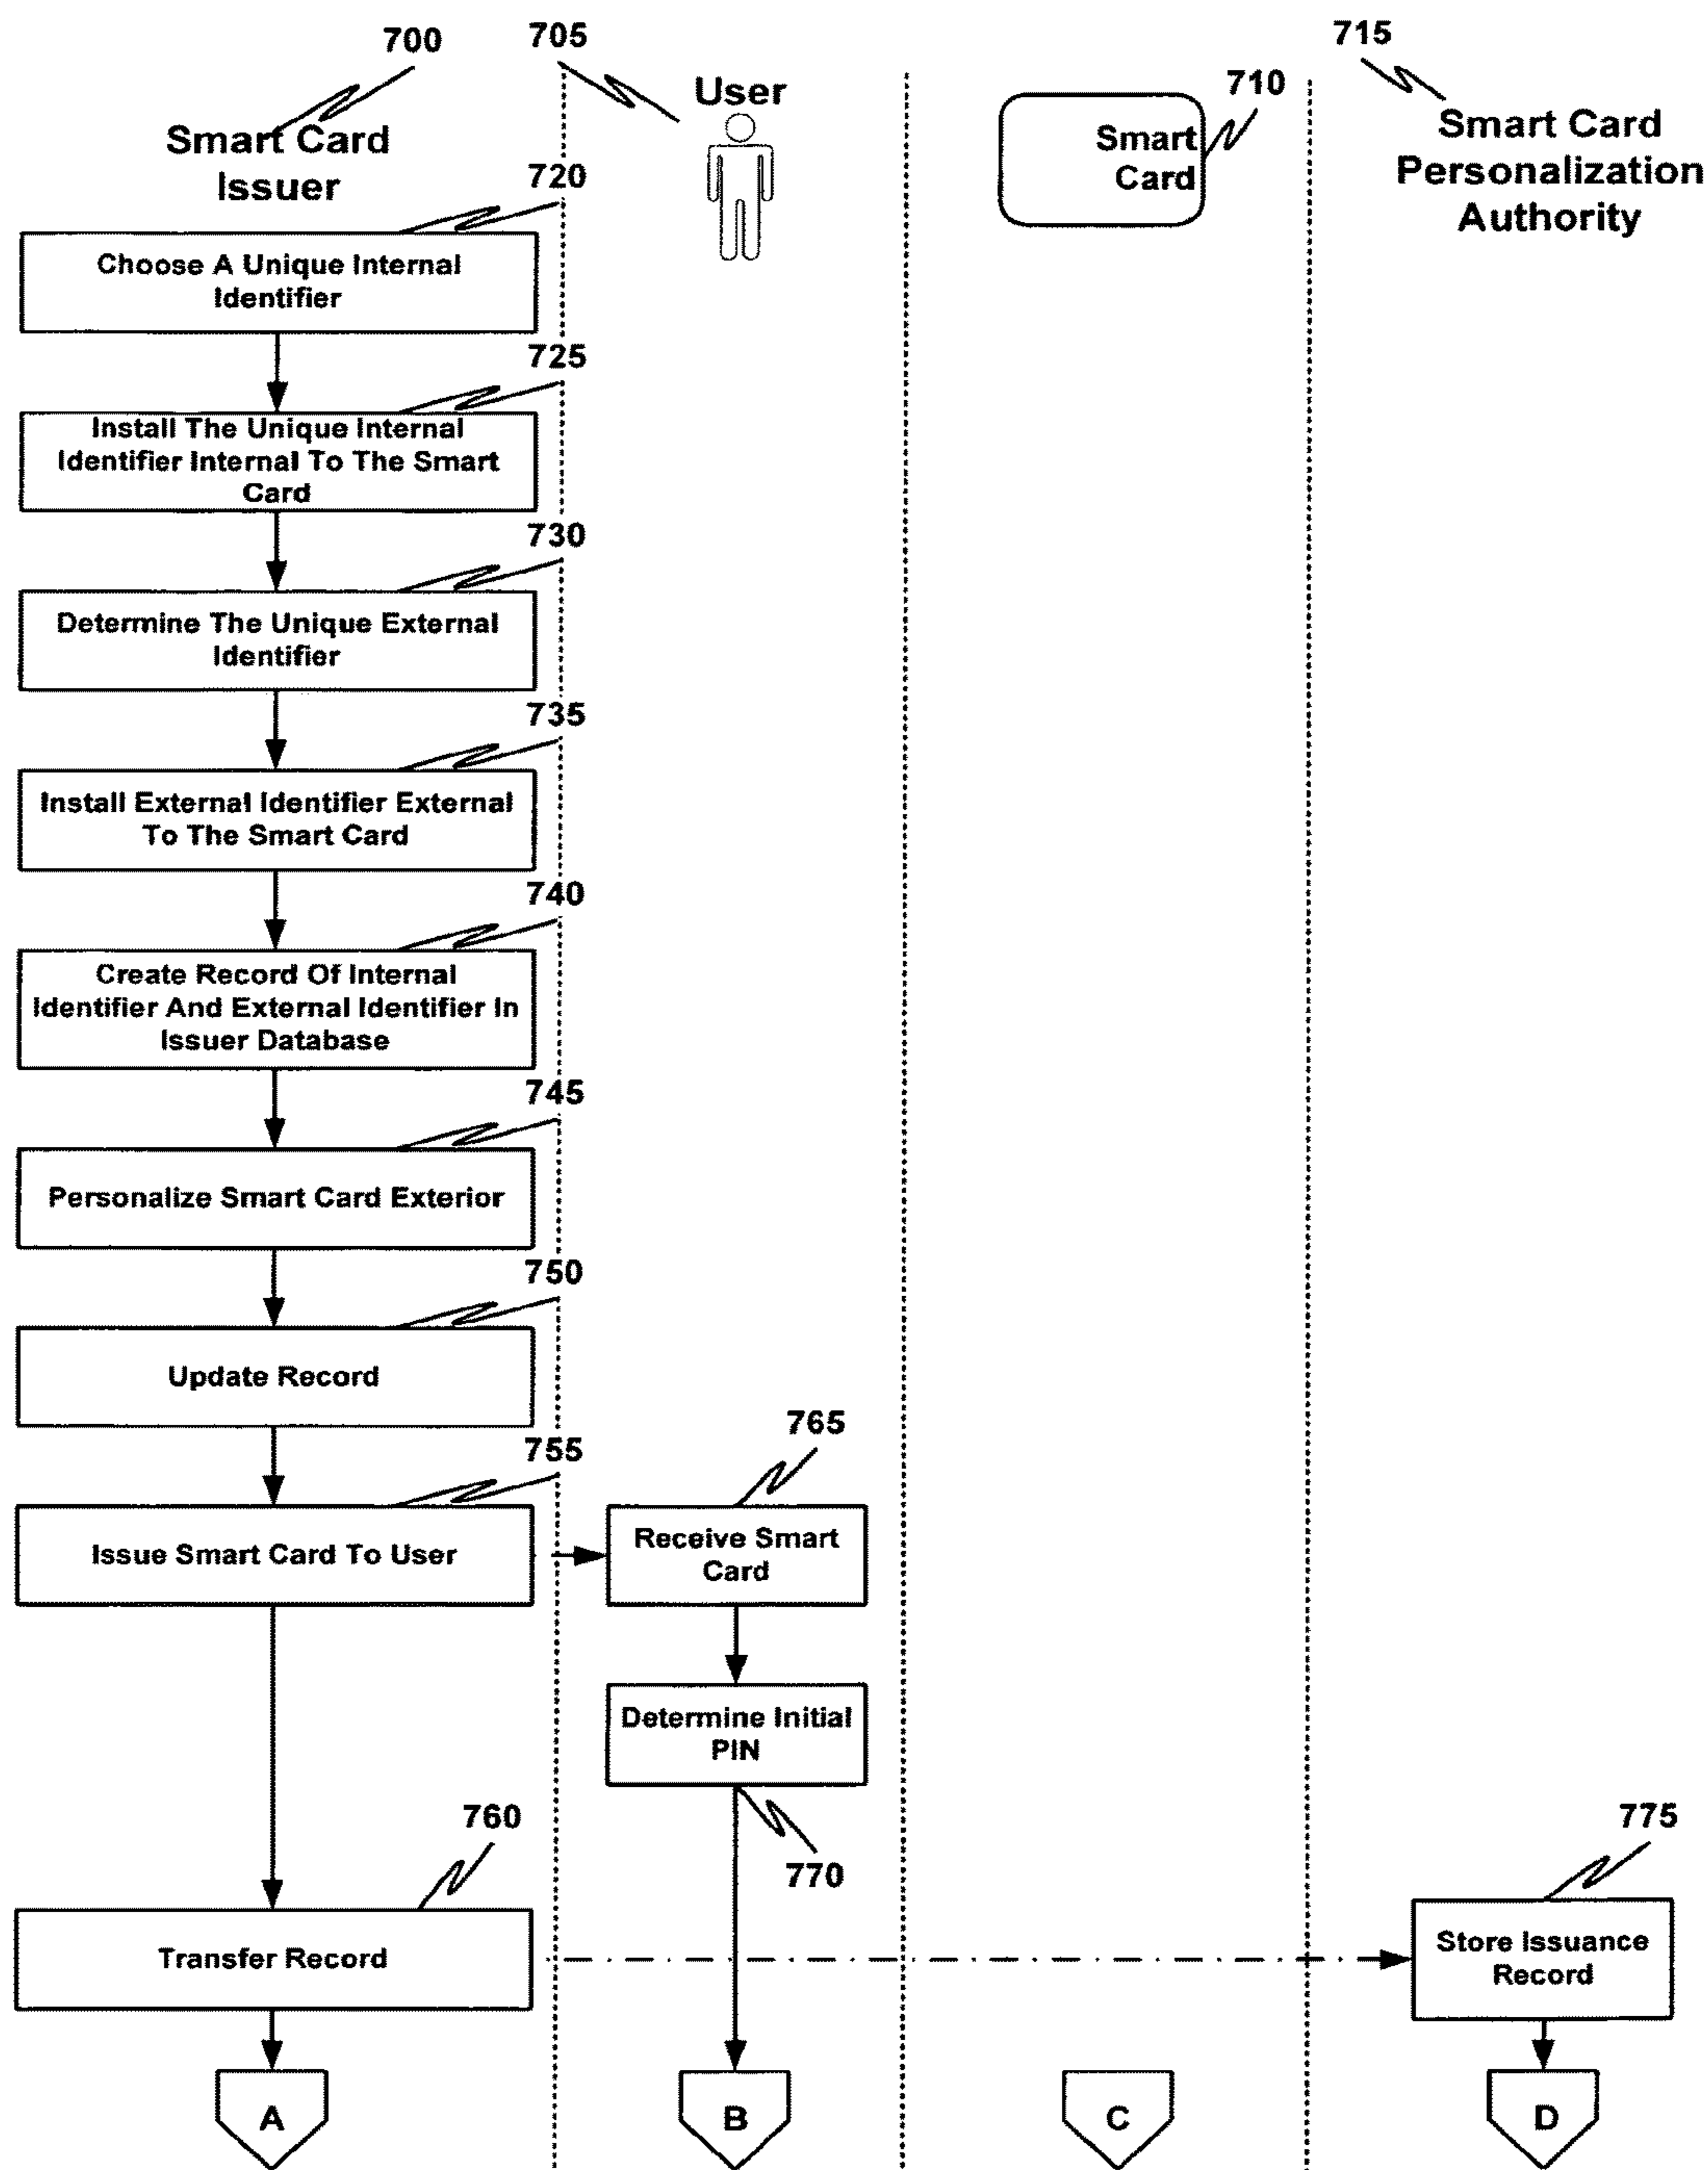 700
705
715
User
710
Smart Card
Issuer
Smart
Card
Smart Card
Personalization
Authority
720
Choose A Unique Internal
Identifier
725
Install The Unique Internal
Identifier Internal To The Smart
Card
730
Determine The Unique External
Identifier
735
Install External Identifier External
To The Smart Card
740
Create Record Of Internal
Identifier And External Identifier In
Issuer Database
745
Personalize Smart Card Exterior
750
Update Record
755
765
Issue Smart Card To User
Receive Smart
Card
Determine Initial
PIN
770
760
775
Transfer Record
Store Issuance
Record
A
B
C
D